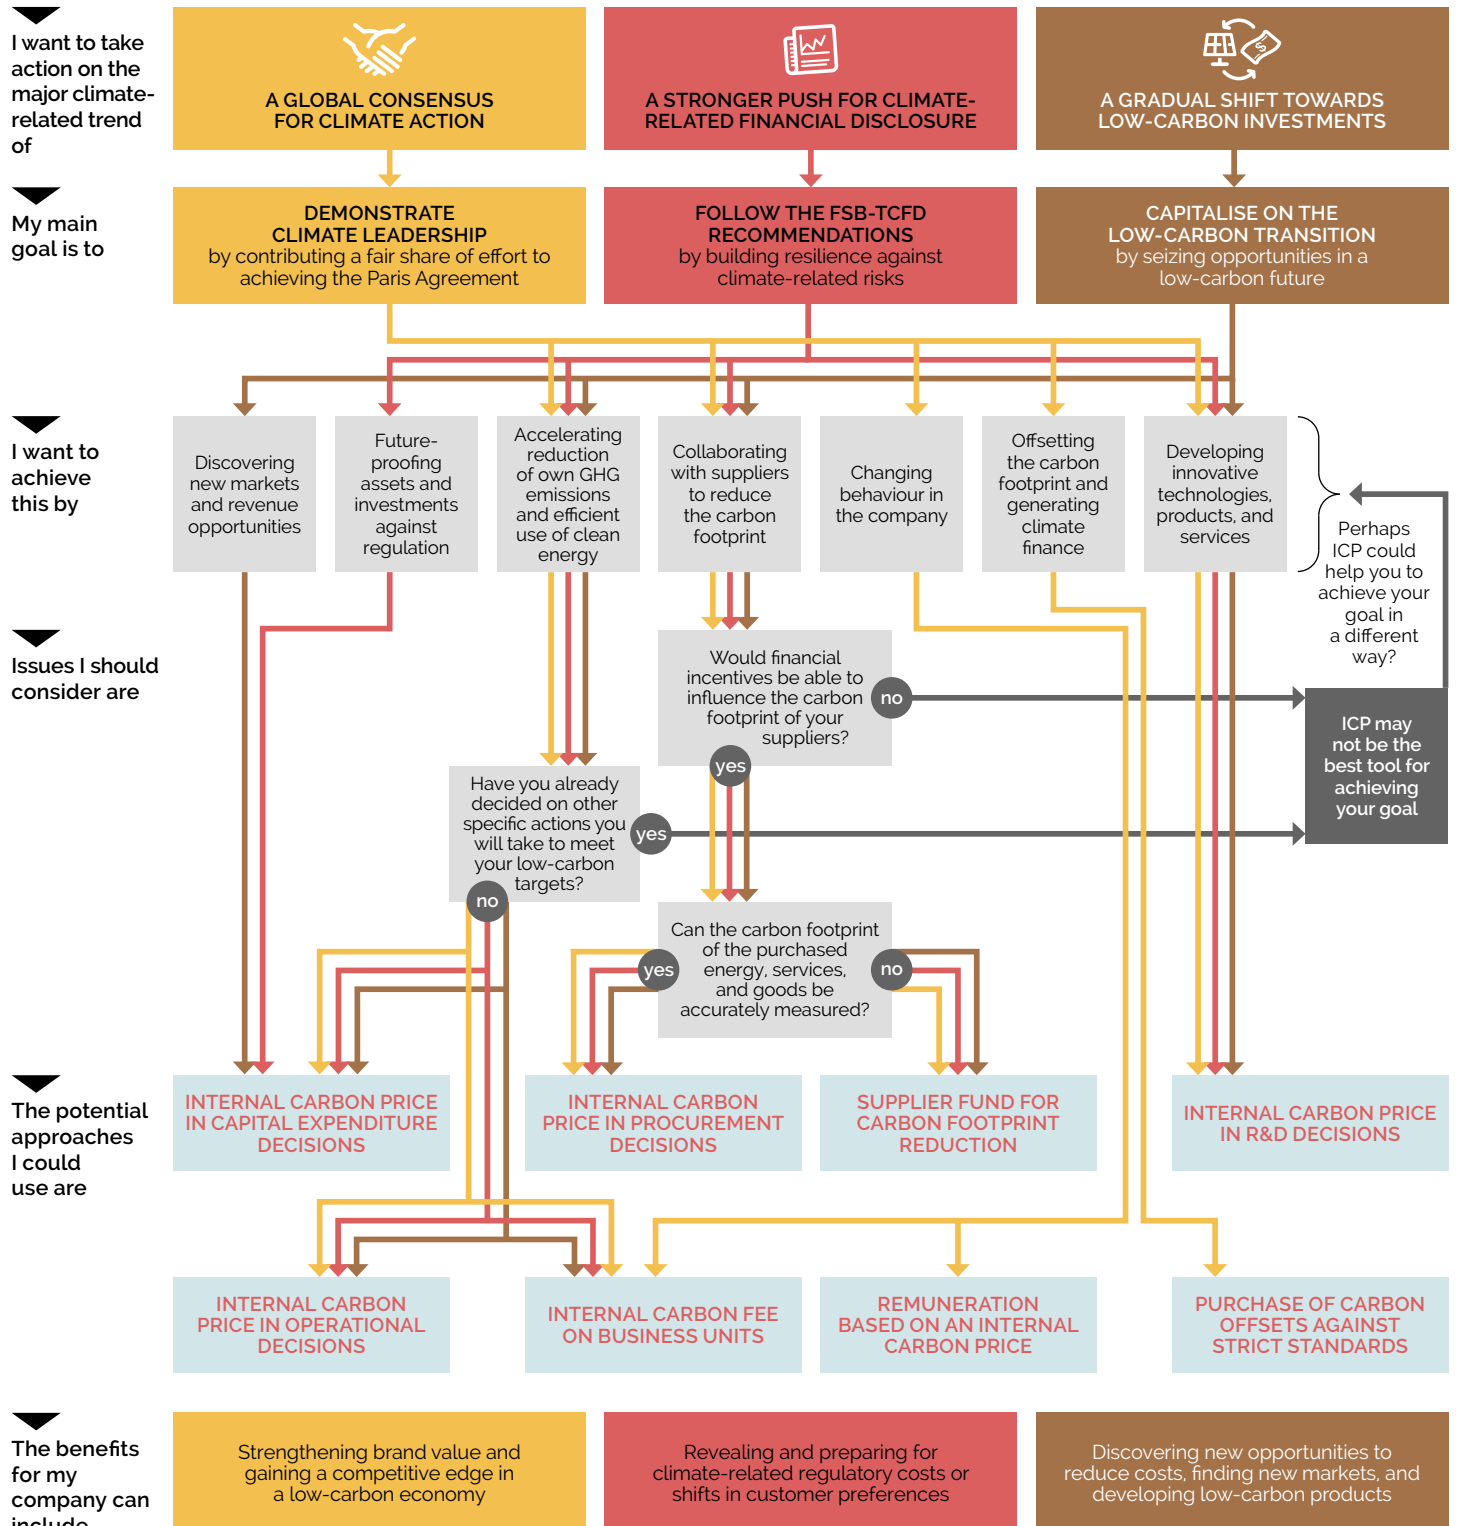 I want to take
action on the
major climate-
related trend
of
A GLOBAL CONSENSUS
FOR CLIMATE ACTION
A STRONGER PUSH FOR CLIMATE-
RELATED FINANCIAL DISCLOSURE
A GRADUAL SHIFT TOWARDS
LOW-CARBON INVESTMENTS
My main
goal is to
DEMONSTRATE
CLIMATE LEADERSHIP
by contributing a fair share of effort to
achieving the Paris Agreement
FOLLOW THE FSB-TCFD
RECOMMENDATIONS
by building resilience against
climate-related risks
CAPITALISE ON THE
LOW-CARBON TRANSITION
by seizing opportunities in a
low-carbon future
I want to
achieve
this by
Discovering
new markets
and revenue
opportunities
Future-
proofing
assets and
investments
against
regulation
Accelerating
reduction
of own GHG
emissions
and efficient
use of clean
energy
Collaborating
with suppliers
to reduce
the carbon
footprint
Changing
behaviour in
the company
Offsetting
the carbon
footprint and
generating
climate
finance
Developing
innovative
technologies,
products, and
services
Perhaps
ICP could
help you to
achieve your
goal in
a different
way?
Issues I should
consider are
Would financial
incentives be able to
influence the carbon
footprint of your
suppliers?
no
yes
ICP may
not be the
best tool for
achieving
your goal
Have you already
decided on other
specific actions you
will take to meet
your low-carbon
targets?
yes
no
Can the carbon footprint
of the purchased
energy, services,
and goods be
accurately measured?
yes
no
The potential
approaches
I could
use are
INTERNAL CARBON PRICE
IN CAPITAL EXPENDITURE
DECISIONS
INTERNAL CARBON
PRICE IN PROCUREMENT
DECISIONS
SUPPLIER FUND FOR
CARBON FOOTPRINT
REDUCTION
INTERNAL CARBON PRICE
IN R&D DECISIONS
INTERNAL CARBON
PRICE IN OPERATIONAL
DECISIONS
INTERNAL CARBON FEE
ON BUSINESS UNITS
REMUNERATION
BASED ON AN INTERNAL
CARBON PRICE
PURCHASE OF CARBON
OFFSETS AGAINST
STRICT STANDARDS
The benefits
for my
company can
include
Strengthening brand value and
gaining a competitive edge in
a low-carbon economy
Revealing and preparing for
climate-related regulatory costs or
shifts in customer preferences
Discovering new opportunities to
reduce costs, finding new markets, and
developing low-carbon products